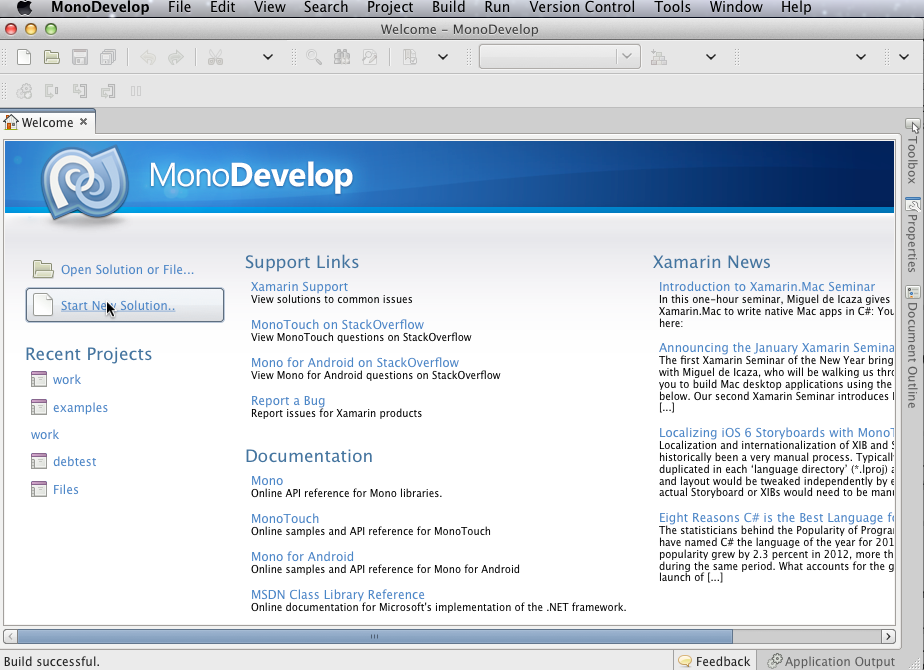 MonoDevelop File Edit View Search Project Build Run Version Control Tools Window Help
Welcome – MonoDevelop
Welcome ×
MonoDevelop
Open Solution or File...
Start New Solution..
Recent Projects
work
examples
work
debtest
Files
Support Links
Xamarin Support
View solutions to common issues
MonoTouch on StackOverflow
View MonoTouch questions on StackOverflow
Mono for Android on StackOverflow
View Mono for Android questions on StackOverflow
Report a Bug
Report issues for Xamarin products
Documentation
Mono
Online API reference for Mono libraries.
MonoTouch
Online samples and API reference for MonoTouch
Mono for Android
Online samples and API reference for Mono for Android
MSDN Class Library Reference
Online documentation for Microsoft's implementation of the .NET framework.
Xamarin News
Introduction to Xamarin.Mac Seminar
In this one-hour seminar, Miguel de Icaza gives
Xamarin.Mac to write native Mac apps in C#: You
here:
Announcing the January Xamarin Semina
The first Xamarin Seminar of the New Year bring
with Miguel de Icaza, who will be walking us thro
you to build Mac desktop applications using the
below. Our second Xamarin Seminar introduces
[...]
Localizing iOS 6 Storyboards with MonoT
Localization and internationalization of XIB and S
historically been a very manual process. Typicall
duplicated in each ‘language directory’ (*.lproj) a
and layout would be tweaked independently by e
actual Storyboard or XIBs would need to be man
Eight Reasons C# is the Best Language fo
The statisticians behind the Popularity of Progra
have named C# the language of the year for 201
popularity grew by 2.3 percent in 2012, more th
during the same period. What accounts for the g
launch of [...]
Toolbox
Properties
Document Outline
Build successful.
Feedback
Application Output